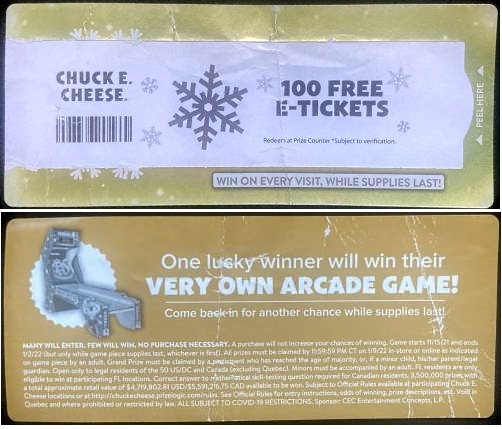 CHUCK E.
CHEESE.
100 FREE
E-TICKETS
Redeem at Prize Counter *Subject to verification.
PEEL HERE
WIN ON EVERY VISIT, WHILE SUPPLIES LAST!
One lucky winner will win their
VERY OWN ARCADE GAME!
Come back in for another chance while supplies last!
MANY WILL ENTER. FEW WILL WIN. NO PURCHASE NECESSARY. A purchase will not increase your chances of winning. Game starts 11/15/21 and ends
1/2/22 (but only while game piece supplies last, whichever is first). All prizes must be claimed by 11:59:59 PM CT on 1/9/22 in-store or online as indicated
on game piece by an adult. Grand Prize must be claimed by a participant who has reached the age of majority, or, if a minor child, his/her parent/legal
guardian. Open only to legal residents of the 50 US/DC and Canada (excluding Quebec). Minors must be accompanied by an adult. FL residents are only
eligible to win at participating FL locations. Correct answer to mathematical skill-testing question required for Canadian residents. 3,500,000 prizes with
a total approximate retail value of $4,719,802.81 USD/$5,591,216.75 CAD available to be won. Subject to Official Rules available at participating Chuck E.
Cheese locations or at http://chuckecheese.prizelogic.com/rules. See Official Rules for entry instructions, odds of winning, prize descriptions, etc. Void in
Quebec and where prohibited or restricted by law. ALL SUBJECT TO COVID-19 RESTRICTIONS. Sponsor: CEC Entertainment Concepts, L.P.